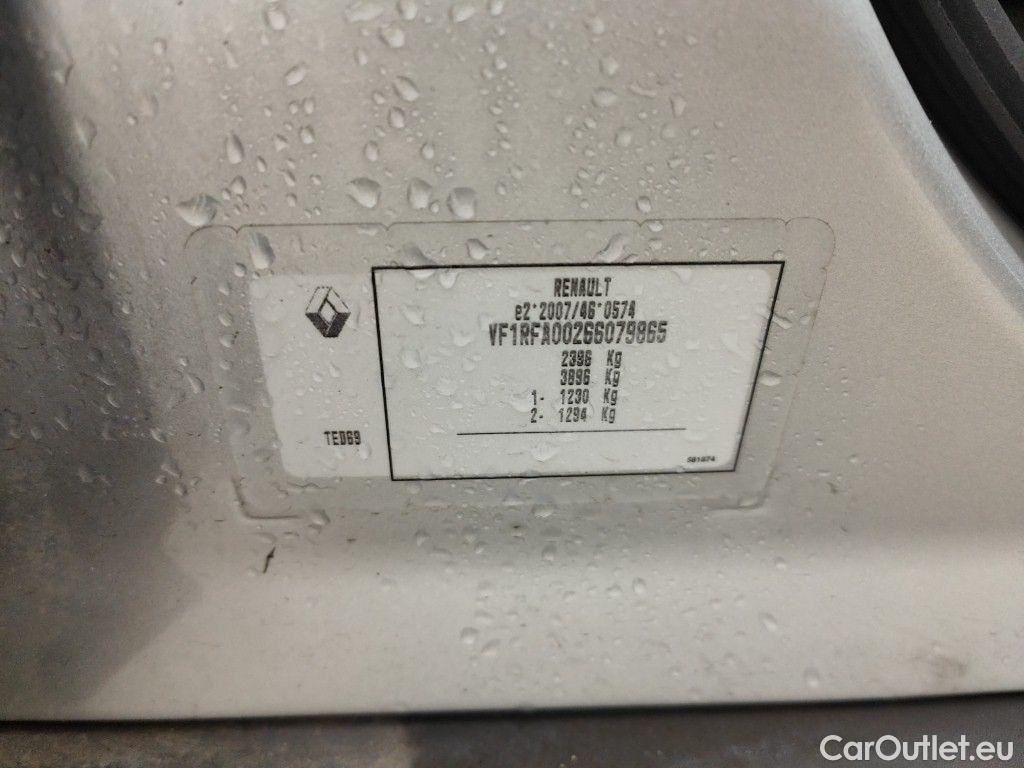 RENAULT
e2*2007/46*0574
VF1RFA00266079865
2396 Kg
3896 Kg
1- 1230 Kg
2- 1294 Kg
TED69
581874
CarOutlet.eu